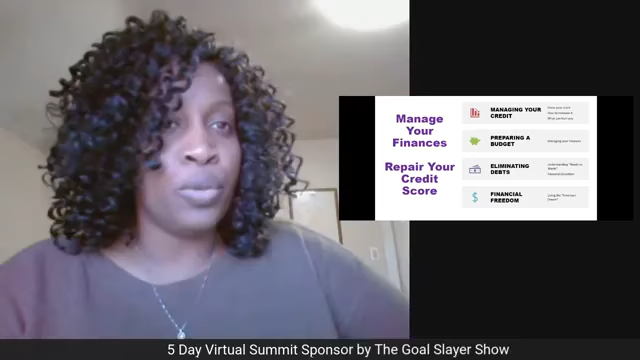 Manage
Your
Finances
Repair Your
Credit
Score
MANAGING YOUR
CREDIT
PREPARING A
BUDGET
ELIMINATING
DEBTS
FINANCIAL
FREEDOM
5 Day Virtual Summit Sponsor by The Goal Slayer Show